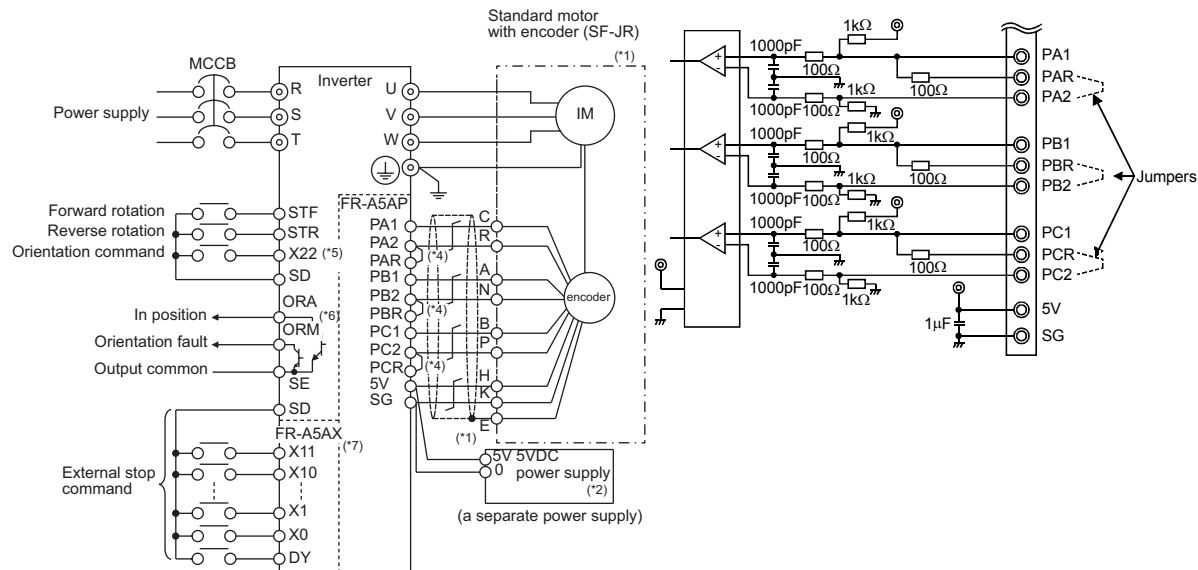 Standard motor
with encoder (SF-JR)
(*1)
MCCB
Inverter
Power supply
R
S
T
U
V
W
IM
FR-A5AP
Forward rotation
Reverse rotation
Orientation command
STF
STR
X22 (*5)
SD
In position
Orientation fault
Output common
ORA
(*6)
ORM
SE
SD
FR-A5AX
(*7)
External stop
command
X11
X10
X1
X0
DY
PA1
PA2
PAR
PB1
PB2
PBR
PC1
PC2
PCR
5V
SG
(*4)
(*4)
(*4)
(*1)
C
R
A
N
B
P
H
K
E
encoder
5V 5VDC
0 power supply
(*2)
(a separate power supply)
1kΩ
1000pF
100Ω
100Ω
1000pF 100Ω
1kΩ
PA1
PAR
PA2
1kΩ
1000pF
100Ω
100Ω
1000pF 100Ω
1kΩ
PB1
PBR
PB2
Jumpers
1kΩ
1000pF
100Ω
100Ω
1000pF 100Ω
1kΩ
PC1
PCR
PC2
1μF
5V
SG